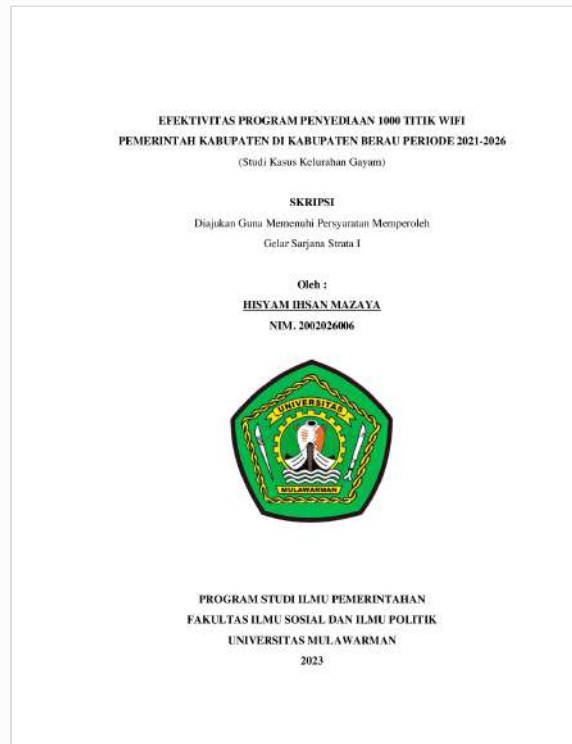 EFEKTIVITAS PROGRAM PENYEDIAAN 1000 TITIK WIFI
PEMERINTAH KABUPATEN DI KABUPATEN BERAU PERIODE 2021-2026
(Studi Kasus Kelurahan Gayam)
SKRIPSI
Diajukan Guna Memenuhi Persyaratan Memperoleh
Gelar Sarjana Strata I
Oleh :
HISYAM IHSAN MAZAYA
NIM. 2002026006
UNIVERSITAS
MULAWARMAN
PROGRAM STUDI ILMU PEMERINTAHAN
FAKULTAS ILMU SOSIAL DAN ILMU POLITIK
UNIVERSITAS MULAWARMAN
2023